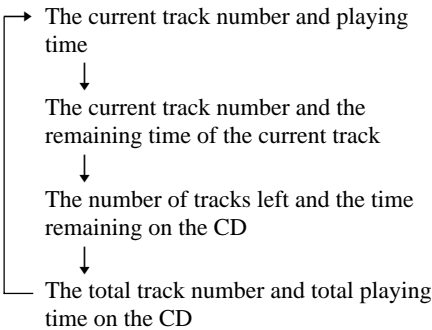 The current track number and playing
time
The current track number and the
remaining time of the current track
The number of tracks left and the time
remaining on the CD
The total track number and total playing
time on the CD